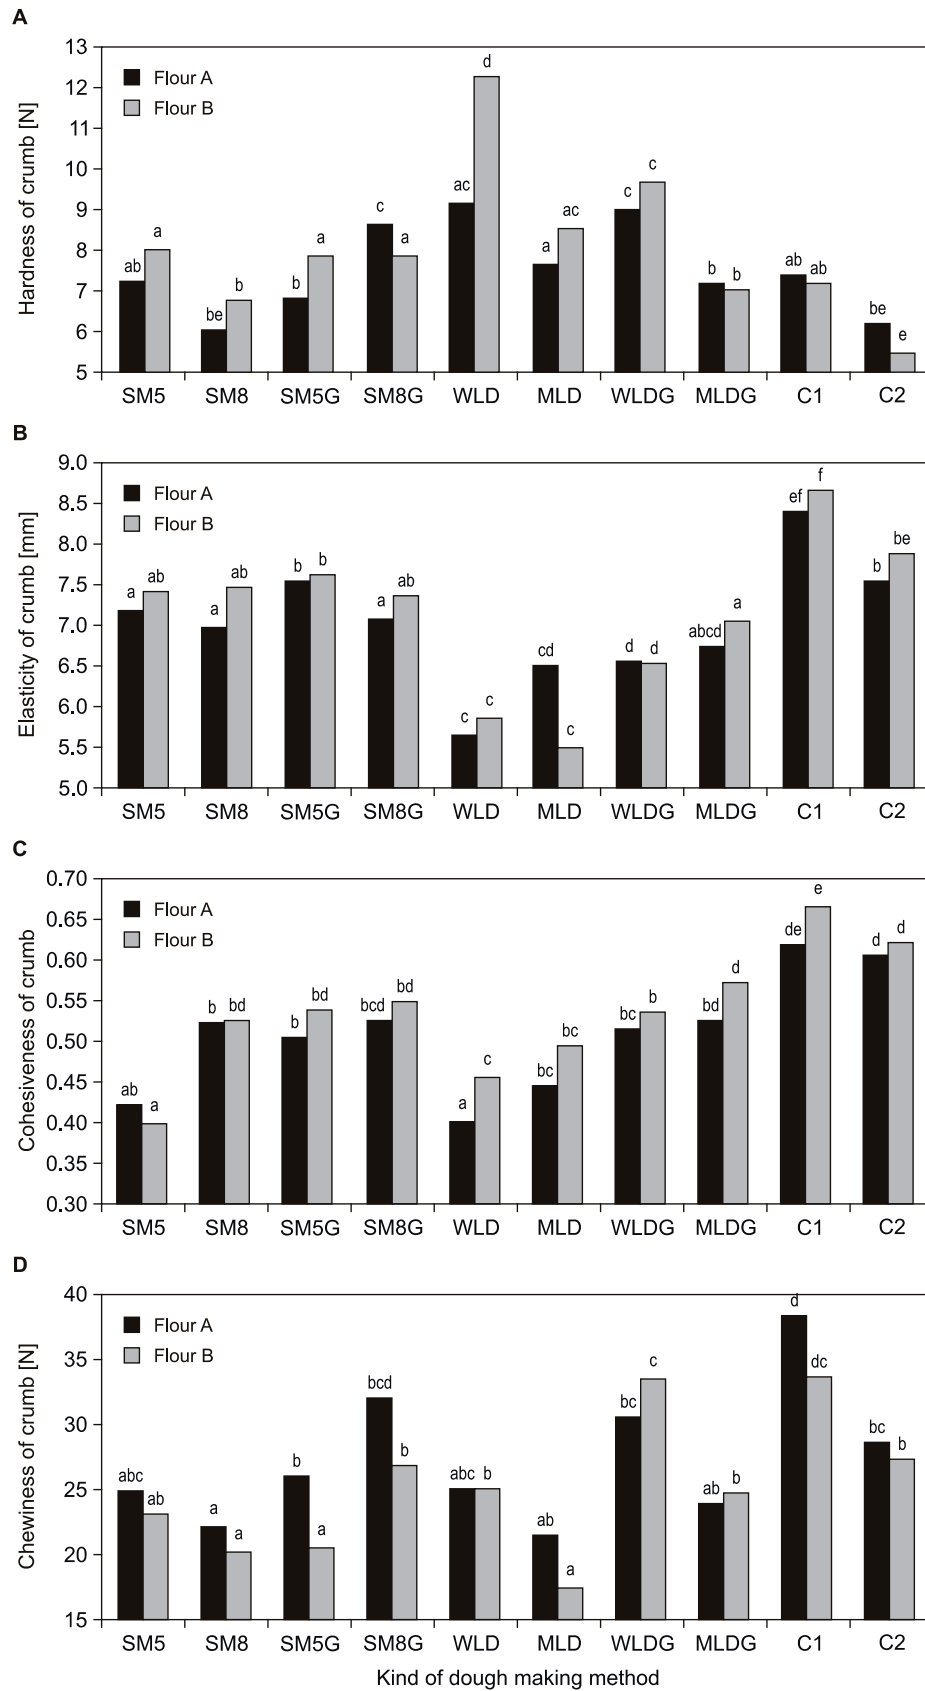 A
Hardness of crumb [N]
13
12
11
10
9
8
7
6
5
Flour A
Flour B
ab a be b b a c a ac d a ac c c b b ab ab be e
SM5 SM8 SM5G SM8G WLD MLD WLDG MLDG C1 C2
B
Elasticity of crumb [mm]
9.0
8.5
8.0
7.5
7.0
6.5
6.0
5.5
5.0
Flour A
Flour B
a ab a ab b b a ab c c cd c d d abcd a ef f b be
SM5 SM8 SM5G SM8G WLD MLD WLDG MLDG C1 C2
C
Cohesiveness of crumb
0.70
0.65
0.60
0.55
0.50
0.45
0.40
0.35
0.30
Flour A
Flour B
ab a b bd b bd bcd bd a c bc bc bc b bd d de e d d
SM5 SM8 SM5G SM8G WLD MLD WLDG MLDG C1 C2
D
Chewiness of crumb [N]
40
35
30
25
20
15
Flour A
Flour B
abc ab a a b a bcd b abc b ab a bc c ab b d dc bc b
SM5 SM8 SM5G SM8G WLD MLD WLDG MLDG C1 C2
Kind of dough making method